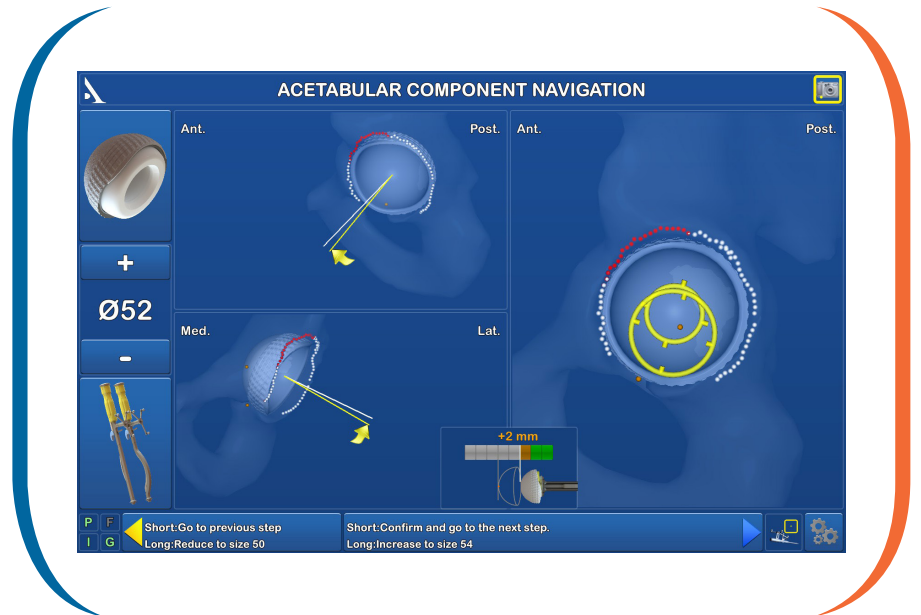 ACETABULAR COMPONENT NAVIGATION
Ant.
Post.
Ant.
Post.
+
Ø52
-
Med.
Lat.
+2 mm
P F
I G
Short:Go to previous step
Long:Reduce to size 50
Short:Confirm and go to the next step.
Long:Increase to size 54